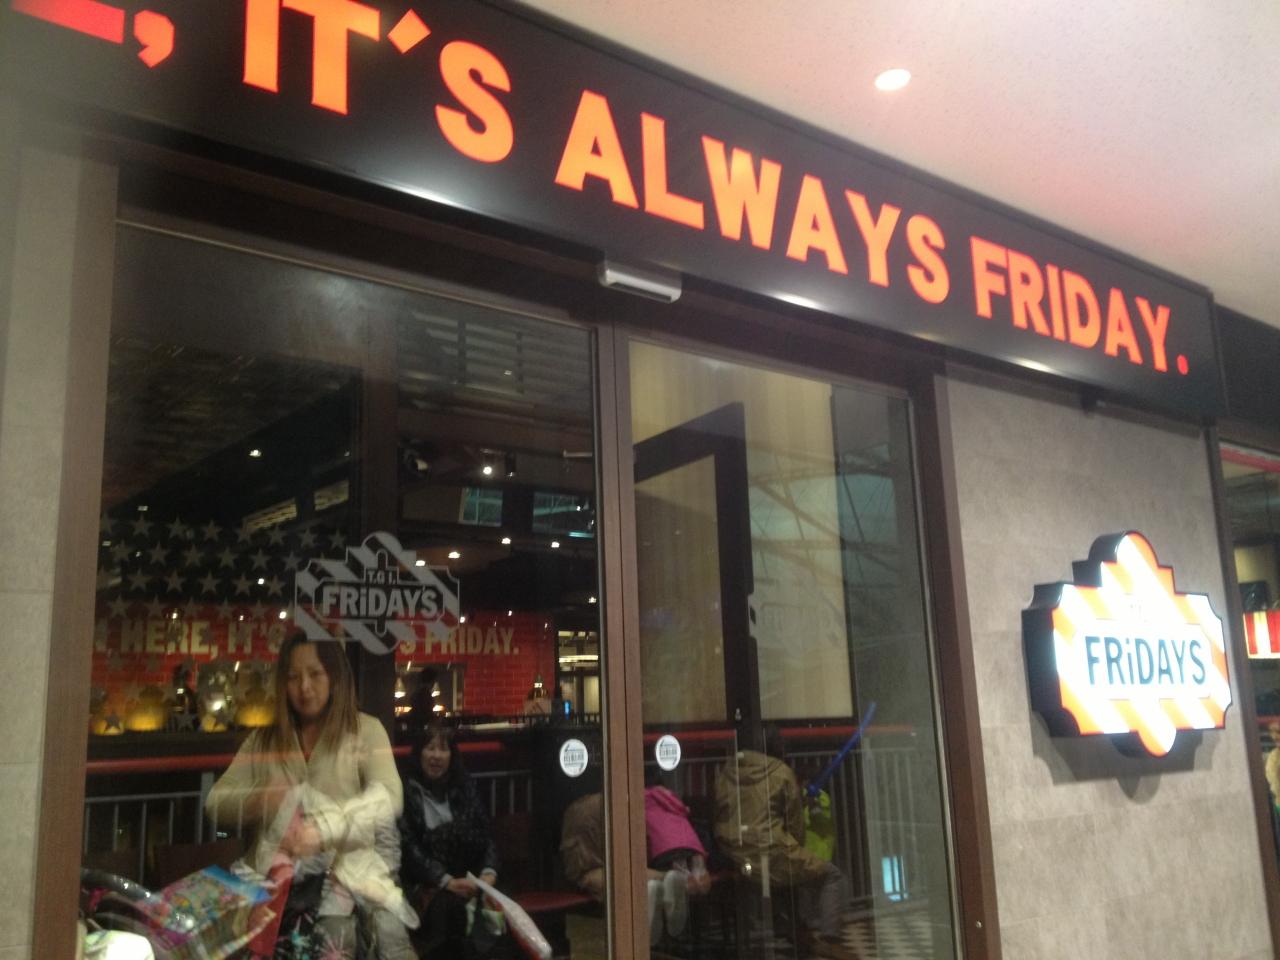 , IT'S ALWAYS FRIDAY.
T.G.I.
FRiDAYS
HERE, IT'S S FRIDAY.
FRiDAYS